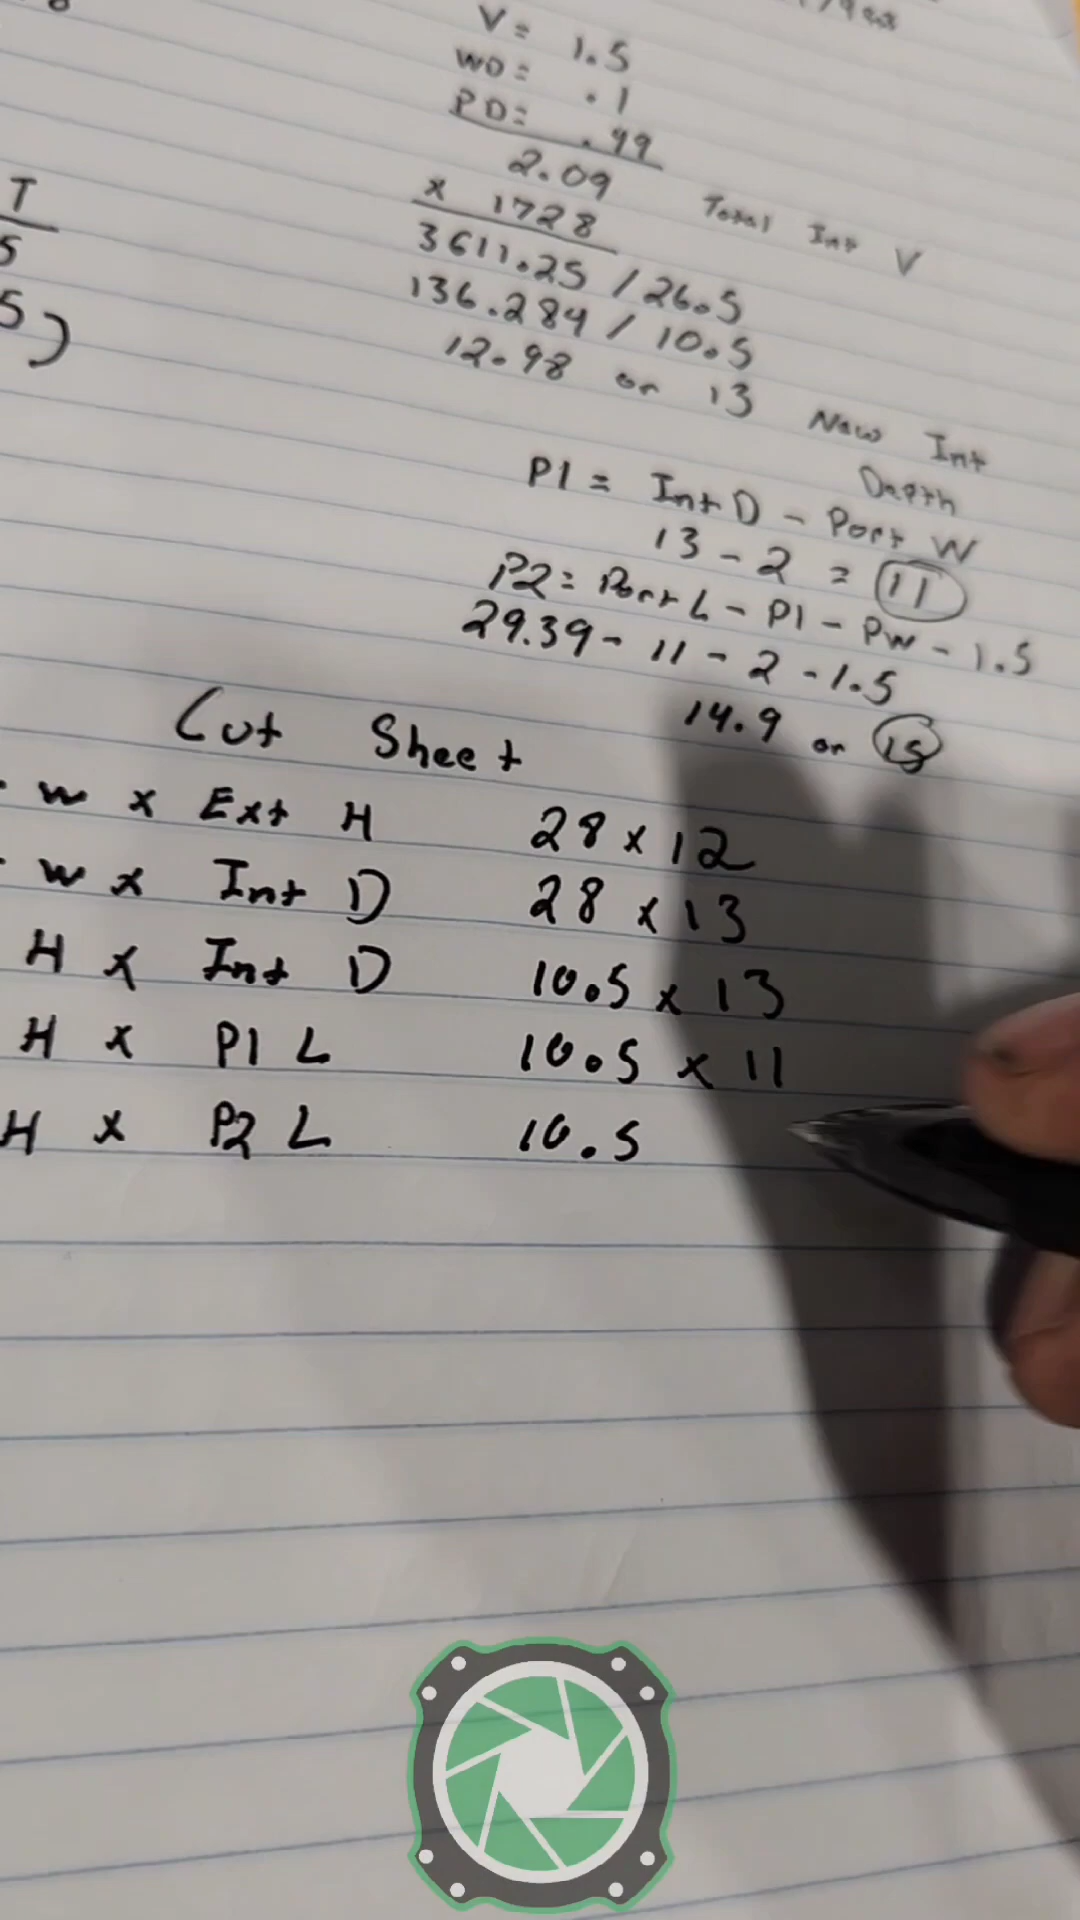 V= 1.5
WD= .1
PD= .49
2.09 Total Int V
x 1728
3611.25 / 26.5
136.284 / 10.5
12.98 or 13 New Int Depth
T
5
5)
P1 = Int D - Port W
13 - 2 = 11
P2= Port L - P1 - PW - 1.5
29.39 - 11 - 2 - 1.5
14.9 or 15
Cut Sheet
W x Ext H 28 x 12
W x Int D 28 x 13
H x Int D 10.5 x 13
H x P1 L 10.5 x 11
H x P2 L 10.5